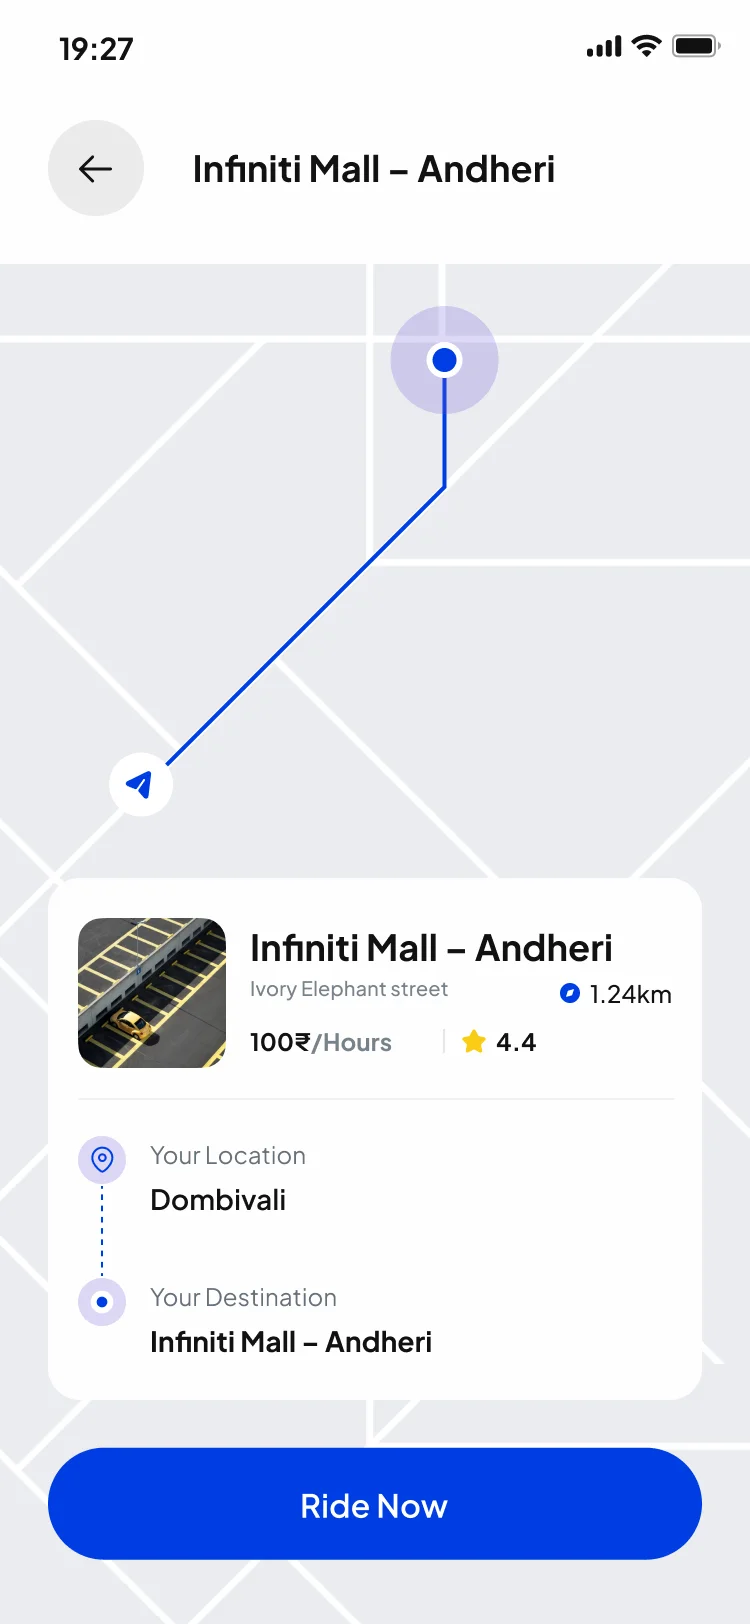 19:27
Infiniti Mall – Andheri
Infiniti Mall – Andheri
Ivory Elephant street
1.24km
100₹/Hours
4.4
Your Location
Dombivali
Your Destination
Infiniti Mall – Andheri
Ride Now